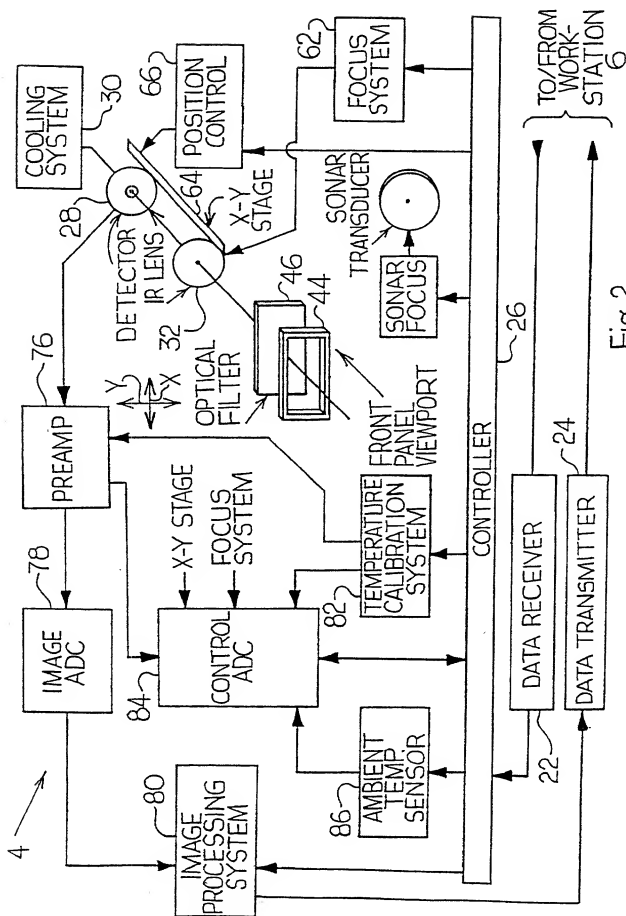 4
80
IMAGE
PROCESSING
SYSTEM
78
IMAGE
ADC
76
PREAMP
Y
X
28
COOLING
SYSTEM
30
DETECTOR
IR LENS
32
64
X-Y
STAGE
66
POSITION
CONTROL
62
FOCUS
SYSTEM
OPTICAL
FILTER
46
44
FRONT
PANEL
VIEWPORT
SONAR
TRANSDUCER
SONAR
FOCUS
X-Y STAGE
FOCUS
SYSTEM
84
CONTROL
ADC
82
TEMPERATURE
CALIBRATION
SYSTEM
86
AMBIENT
TEMP.
SENSOR
CONTROLLER
26
22
DATA RECEIVER
DATA TRANSMITTER
24
TO/FROM
WORK-
STATION
6
Fig. 2